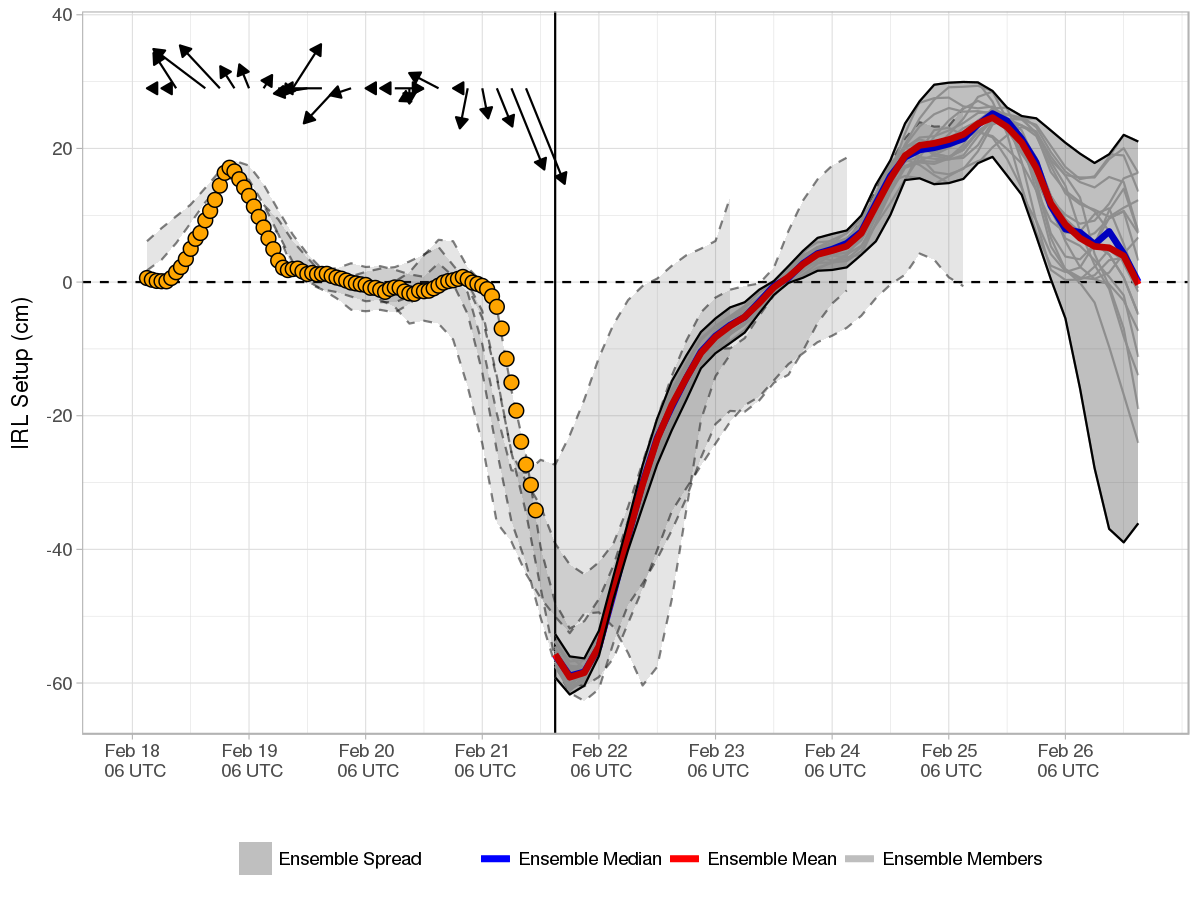 40
20
0
-20
-40
-60
IRL Setup (cm)
Feb 18 Feb 19 Feb 20 Feb 21 Feb 22 Feb 23 Feb 24 Feb 25 Feb 26
06 UTC 06 UTC 06 UTC 06 UTC 06 UTC 06 UTC 06 UTC 06 UTC 06 UTC
Ensemble Spread Ensemble Median Ensemble Mean Ensemble Members